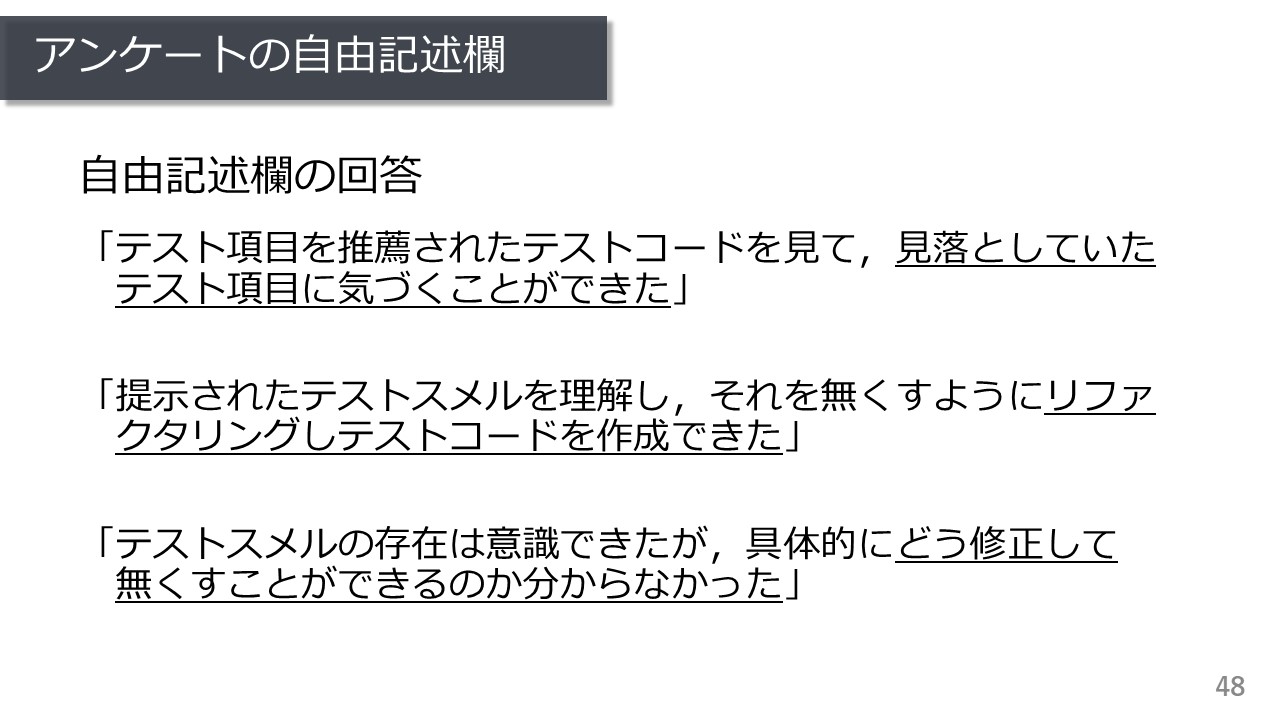 アンケートの自由記述欄
自由記述欄の回答
「テスト項目を推薦されたテストコードを見て，見落としていた
テスト項目に気づくことができた」
「提示されたテストスメルを理解し，それを無くすようにリファ
クタリングしテストコードを作成できた」
「テストスメルの存在は意識できたが，具体的にどう修正して
無くすことができるのか分からなかった」
48